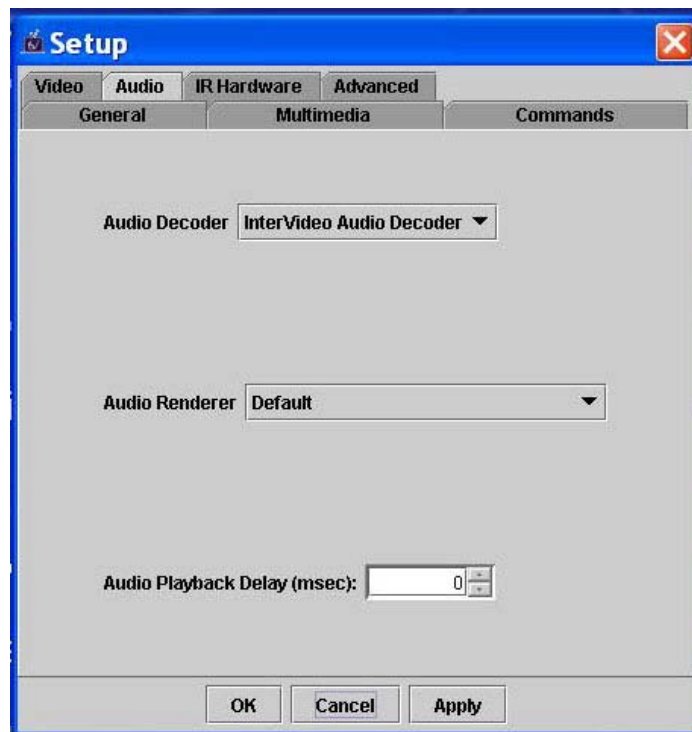 Setup
Video Audio IR Hardware Advanced
General Multimedia Commands
Audio Decoder InterVideo Audio Decoder
Audio Renderer Default
Audio Playback Delay (msec): 0
OK Cancel Apply